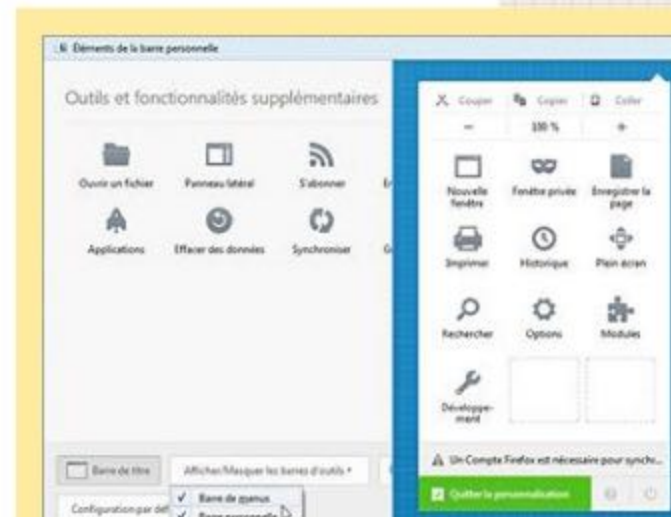 Éléments de la barre personnelle
Outils et fonctionnalités supplémentaires
Ouvrir un fichier
Panneau latéral
S'abonner
Applications
Effacer des données
Synchroniser
Couper
Copier
Coller
100 %
Nouvelle
fenêtre
Fenêtre privée
Enregistrer la
page
Imprimer
Historique
Plein écran
Rechercher
Options
Modules
Développe-
ment
Un Compte Firefox est nécessaire pour synchr...
Quitter la personnalisation
Barre de titre
Afficher/Masquer les barres d'outils
Configuration par déf
Barre de menus
Barre personnelle